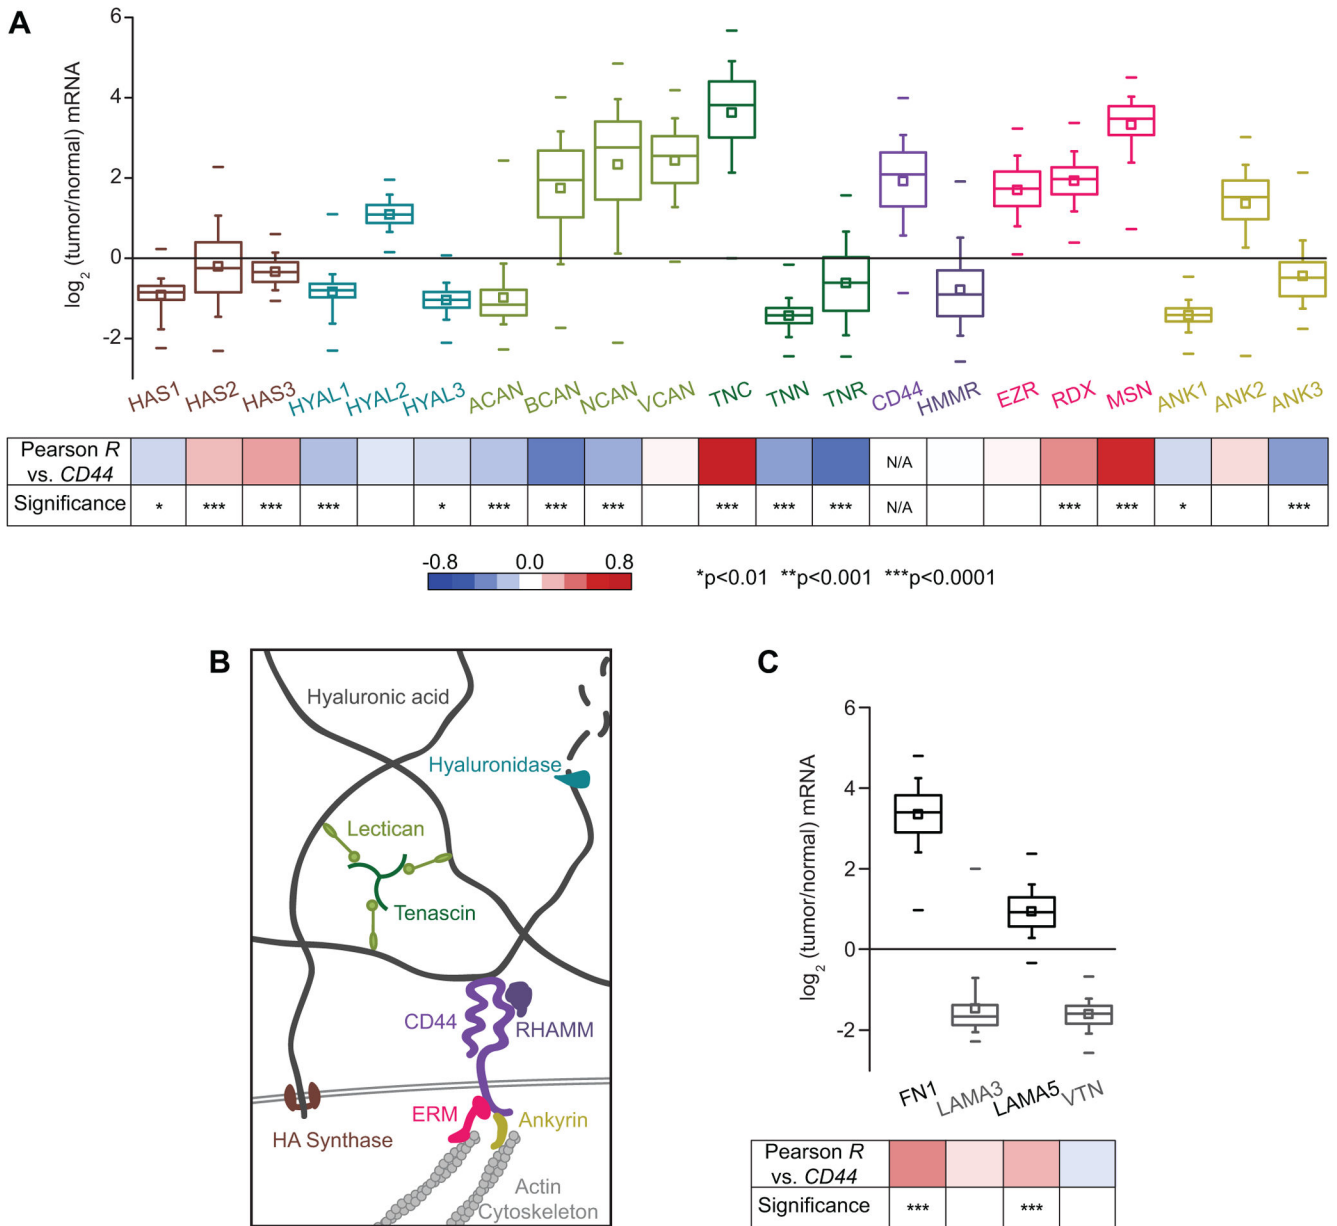 A
log2 (tumor/normal) mRNA
6
4
2
0
-2
HAS1 HAS2 HAS3 HYAL1 HYAL2 HYAL3 ACAN BCAN NCAN VCAN TNC TNN TNR CD44 HMMR EZR RDX MSN ANK1 ANK2 ANK3
Pearson R
vs. CD44
N/A
Significance * *** *** *** * *** *** *** *** *** *** N/A *** *** * ***
-0.8 0.0 0.8
*p<0.01 **p<0.001 ***p<0.0001
B
Hyaluronic acid
Hyaluronidase
Lectican
Tenascin
CD44
RHAMM
ERM
Ankyrin
HA Synthase
Actin
Cytoskeleton
C
log2 (tumor/normal) mRNA
6
4
2
0
-2
FN1 LAMA3 LAMA5 VTN
Pearson R
vs. CD44
Significance *** ***